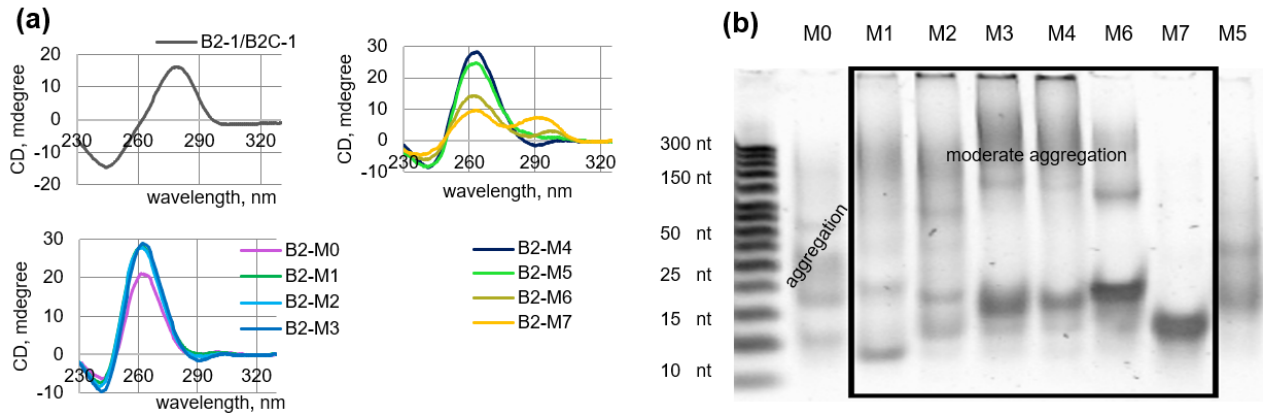 (a)
B2-1/B2C-1
CD, mdegree
20
10
0
-10
-20
230 260 290 320
wavelength, nm
CD, mdegree
30
20
10
0
-10
230 260 290 320
wavelength, nm
CD, mdegree
30
20
10
0
-10
230 260 290 320
wavelength, nm
B2-M0
B2-M1
B2-M2
B2-M3
B2-M4
B2-M5
B2-M6
B2-M7
(b)
M0 M1 M2 M3 M4 M6 M7 M5
300 nt
150 nt
50 nt
25 nt
15 nt
10 nt
aggregation
moderate aggregation